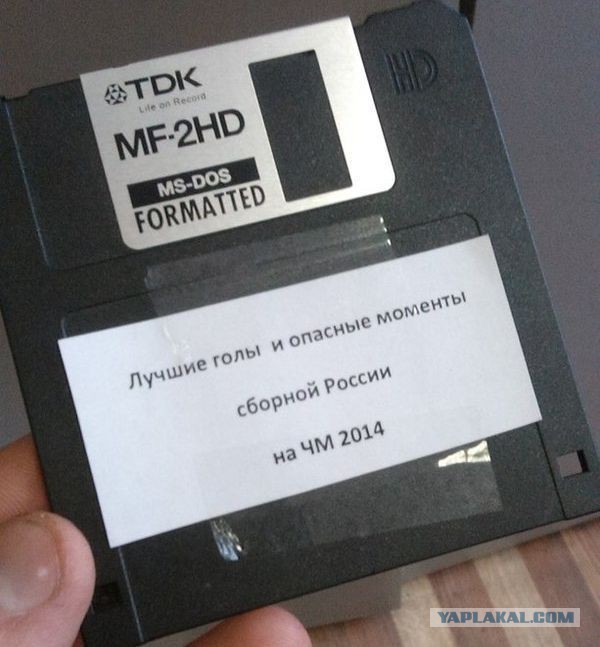 TDK
Life on Record
HD
MF-2HD
MS-DOS
FORMATTED
Лучшие голы и опасные моменты
сборной России
на ЧМ 2014
YAPLAKAL.COM